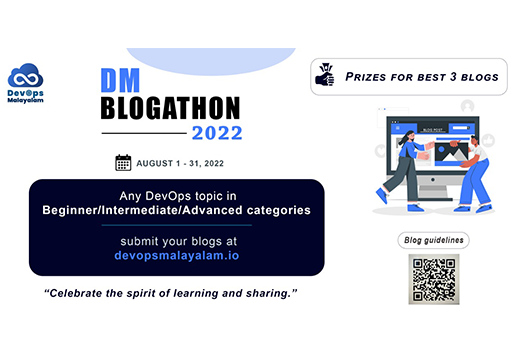 DevOps
Malayalam
DM
BLOGATHON
2022
AUGUST 1 - 31, 2022
Any DevOps topic in
Beginner/Intermediate/Advanced categories
submit your blogs at
devopsmalayalam.io
“Celebrate the spirit of learning and sharing.”
PRIZES FOR BEST 3 BLOGS
BLOG POST
Blog guidelines